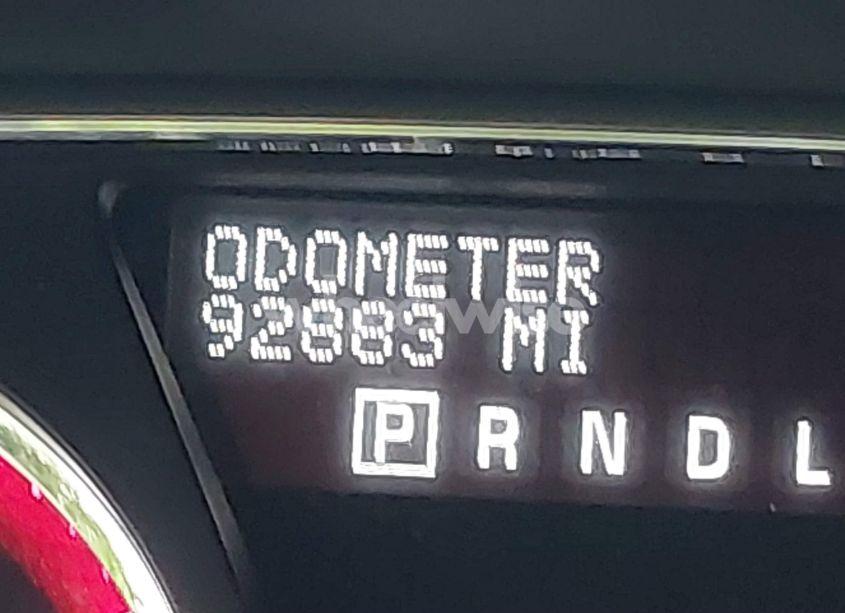 ODOMETER
92883 MI
P R N D L